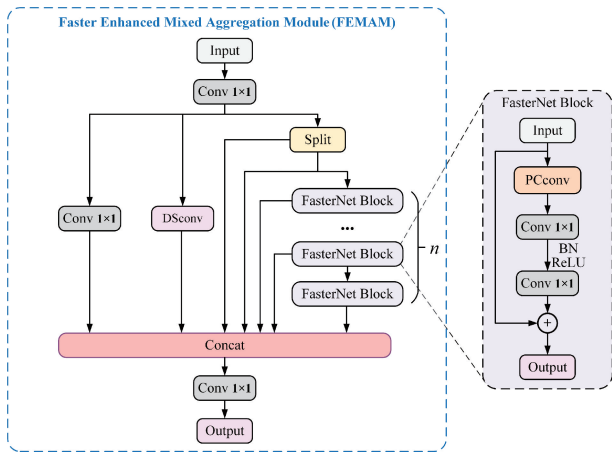 Faster Enhanced Mixed Aggregation Module (FEMAM)
Input
Conv 1×1
Split
Conv 1×1
DSconv
FasterNet Block
...
FasterNet Block
FasterNet Block
n
Concat
Conv 1×1
Output
FasterNet Block
Input
PCconv
Conv 1×1
BN
ReLU
Conv 1×1
+
Output